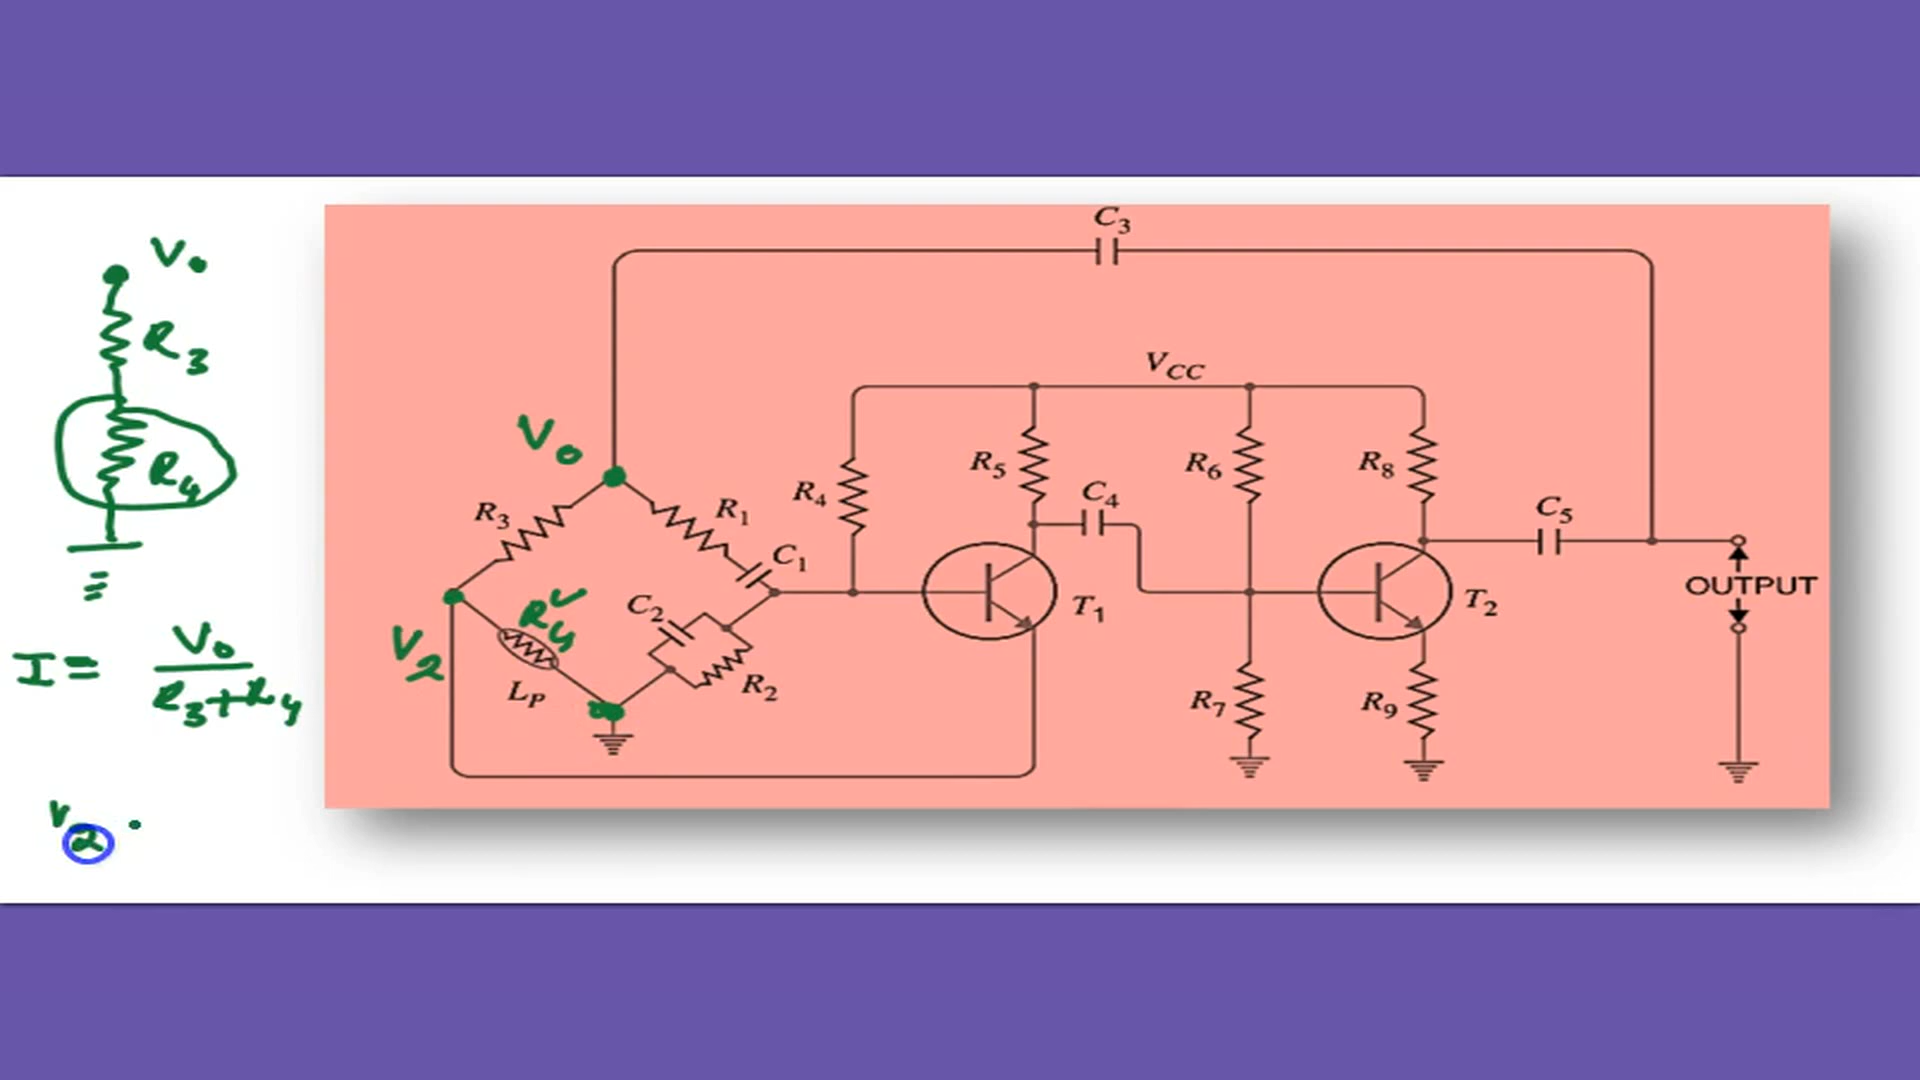 V₀
R₃
R₄
I = V₀ / R₃+R₄
V₂
C₃
V_CC
V₀
R₃
R₁
C₁
R₄
R₅
C₄
R₆
R₈
C₅
OUTPUT
V₂
R₄
L_P
C₂
R₂
T₁
T₂
R₇
R₉